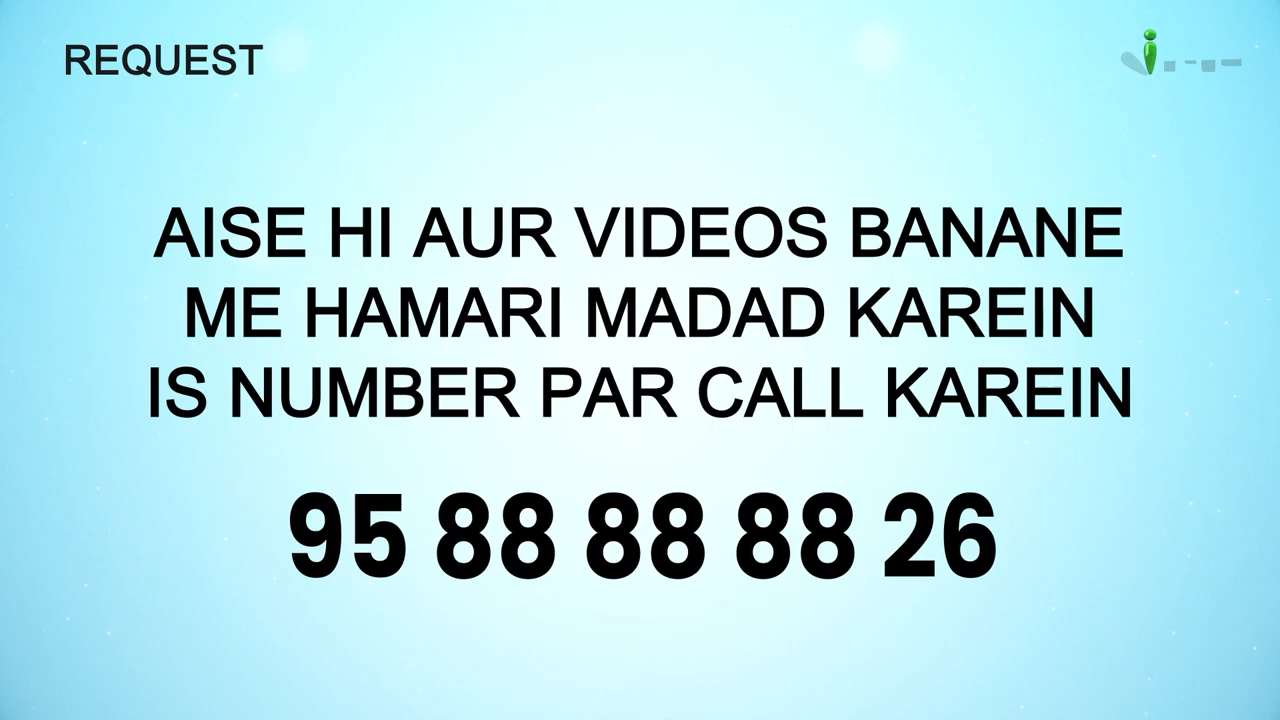 REQUEST
AISE HI AUR VIDEOS BANANE
ME HAMARI MADAD KAREIN
IS NUMBER PAR CALL KAREIN
95 88 88 88 26